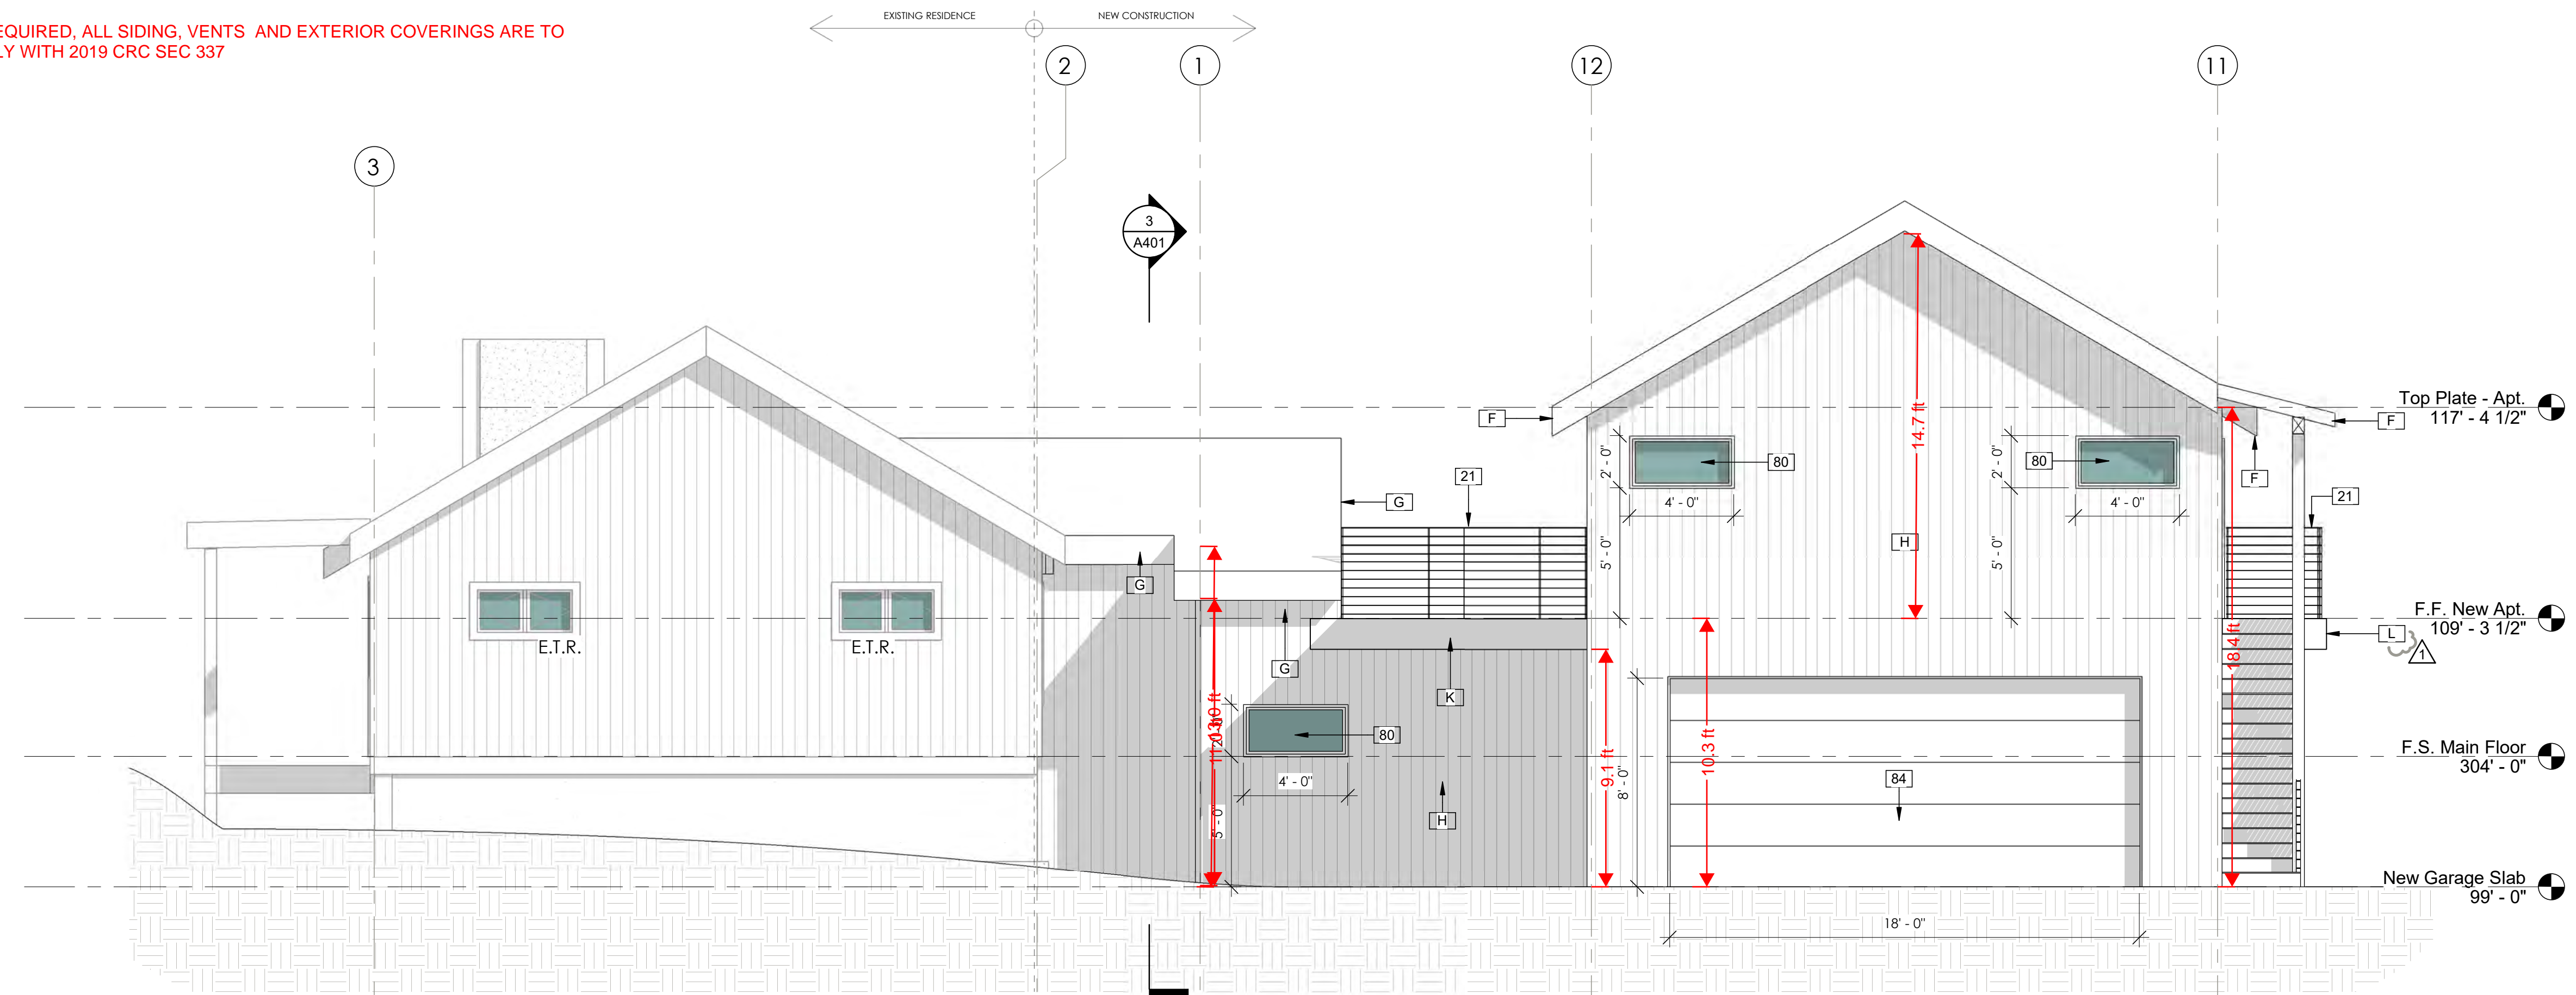 EQUIRED, ALL SIDING, VENTS AND EXTERIOR COVERINGS ARE TO
LY WITH 2019 CRC SEC 337
EXISTING RESIDENCE
NEW CONSTRUCTION
2
1
12
11
3
3
A401
Top Plate - Apt.
117' - 4 1/2"
F
F
F
80
80
2' - 0"
2' - 0"
4' - 0"
4' - 0"
14.7 ft
21
G
21
H
5' - 0"
5' - 0"
G
G
E.T.R.
E.T.R.
F.F. New Apt.
109' - 3 1/2"
L
1
18.4 ft
K
80
4' - 0"
9.1 ft
10.3 ft
8' - 0"
F.S. Main Floor
304' - 0"
84
H
5' - 0"
New Garage Slab
99' - 0"
18' - 0"